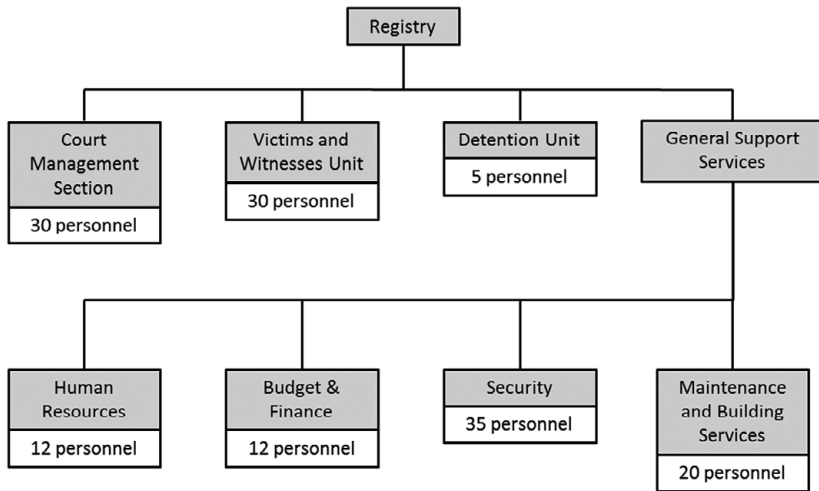 Registry
Court
Management
Section
30 personnel
Victims and
Witnesses Unit
30 personnel
Detention Unit
5 personnel
General Support
Services
Human
Resources
12 personnel
Budget &
Finance
12 personnel
Security
35 personnel
Maintenance
and Building
Services
20 personnel